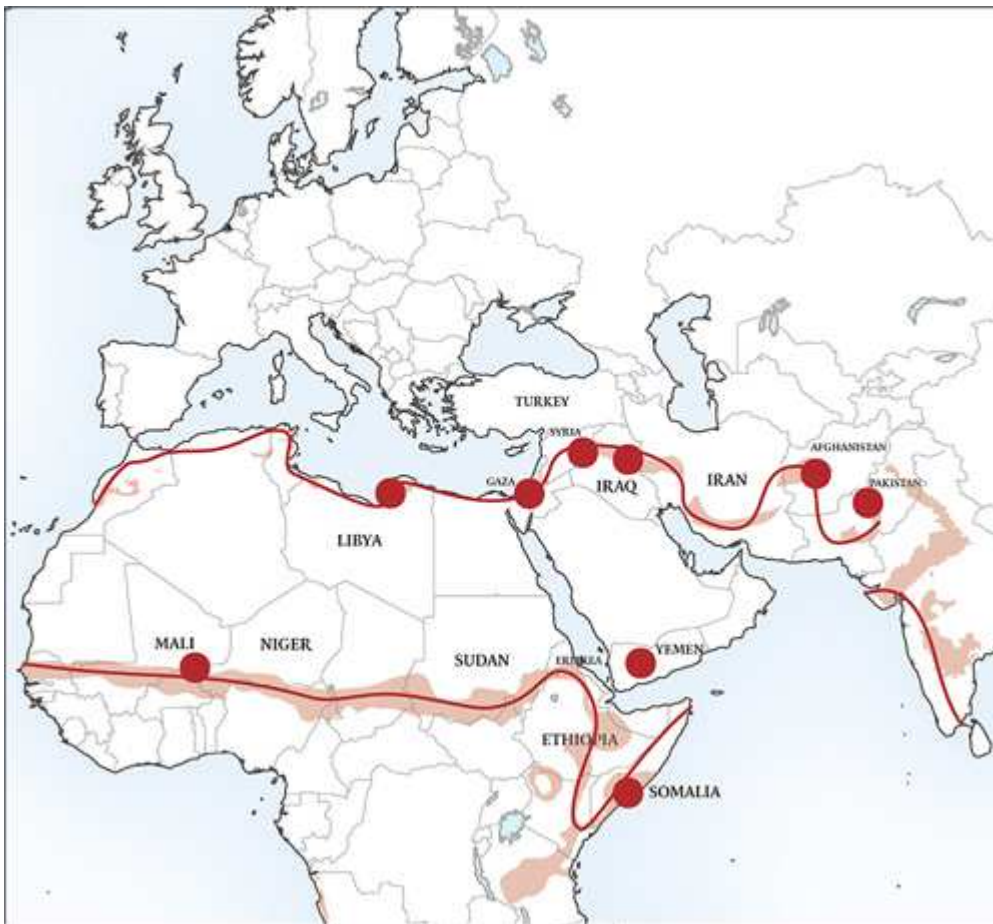 TURKEY
SYRIA
AFGHANISTAN
GAZA
IRAQ
IRAN
PAKISTAN
LIBYA
MALI
NIGER
SUDAN
ERITREA
YEMEN
ETHIOPIA
SOMALIA